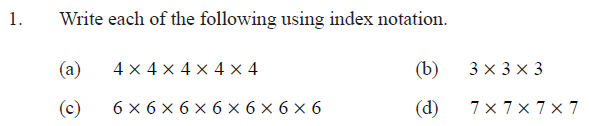 1. Write each of the following using index notation.
(a) 4 × 4 × 4 × 4 × 4 (b) 3 × 3 × 3
(c) 6 × 6 × 6 × 6 × 6 × 6 × 6 (d) 7 × 7 × 7 × 7